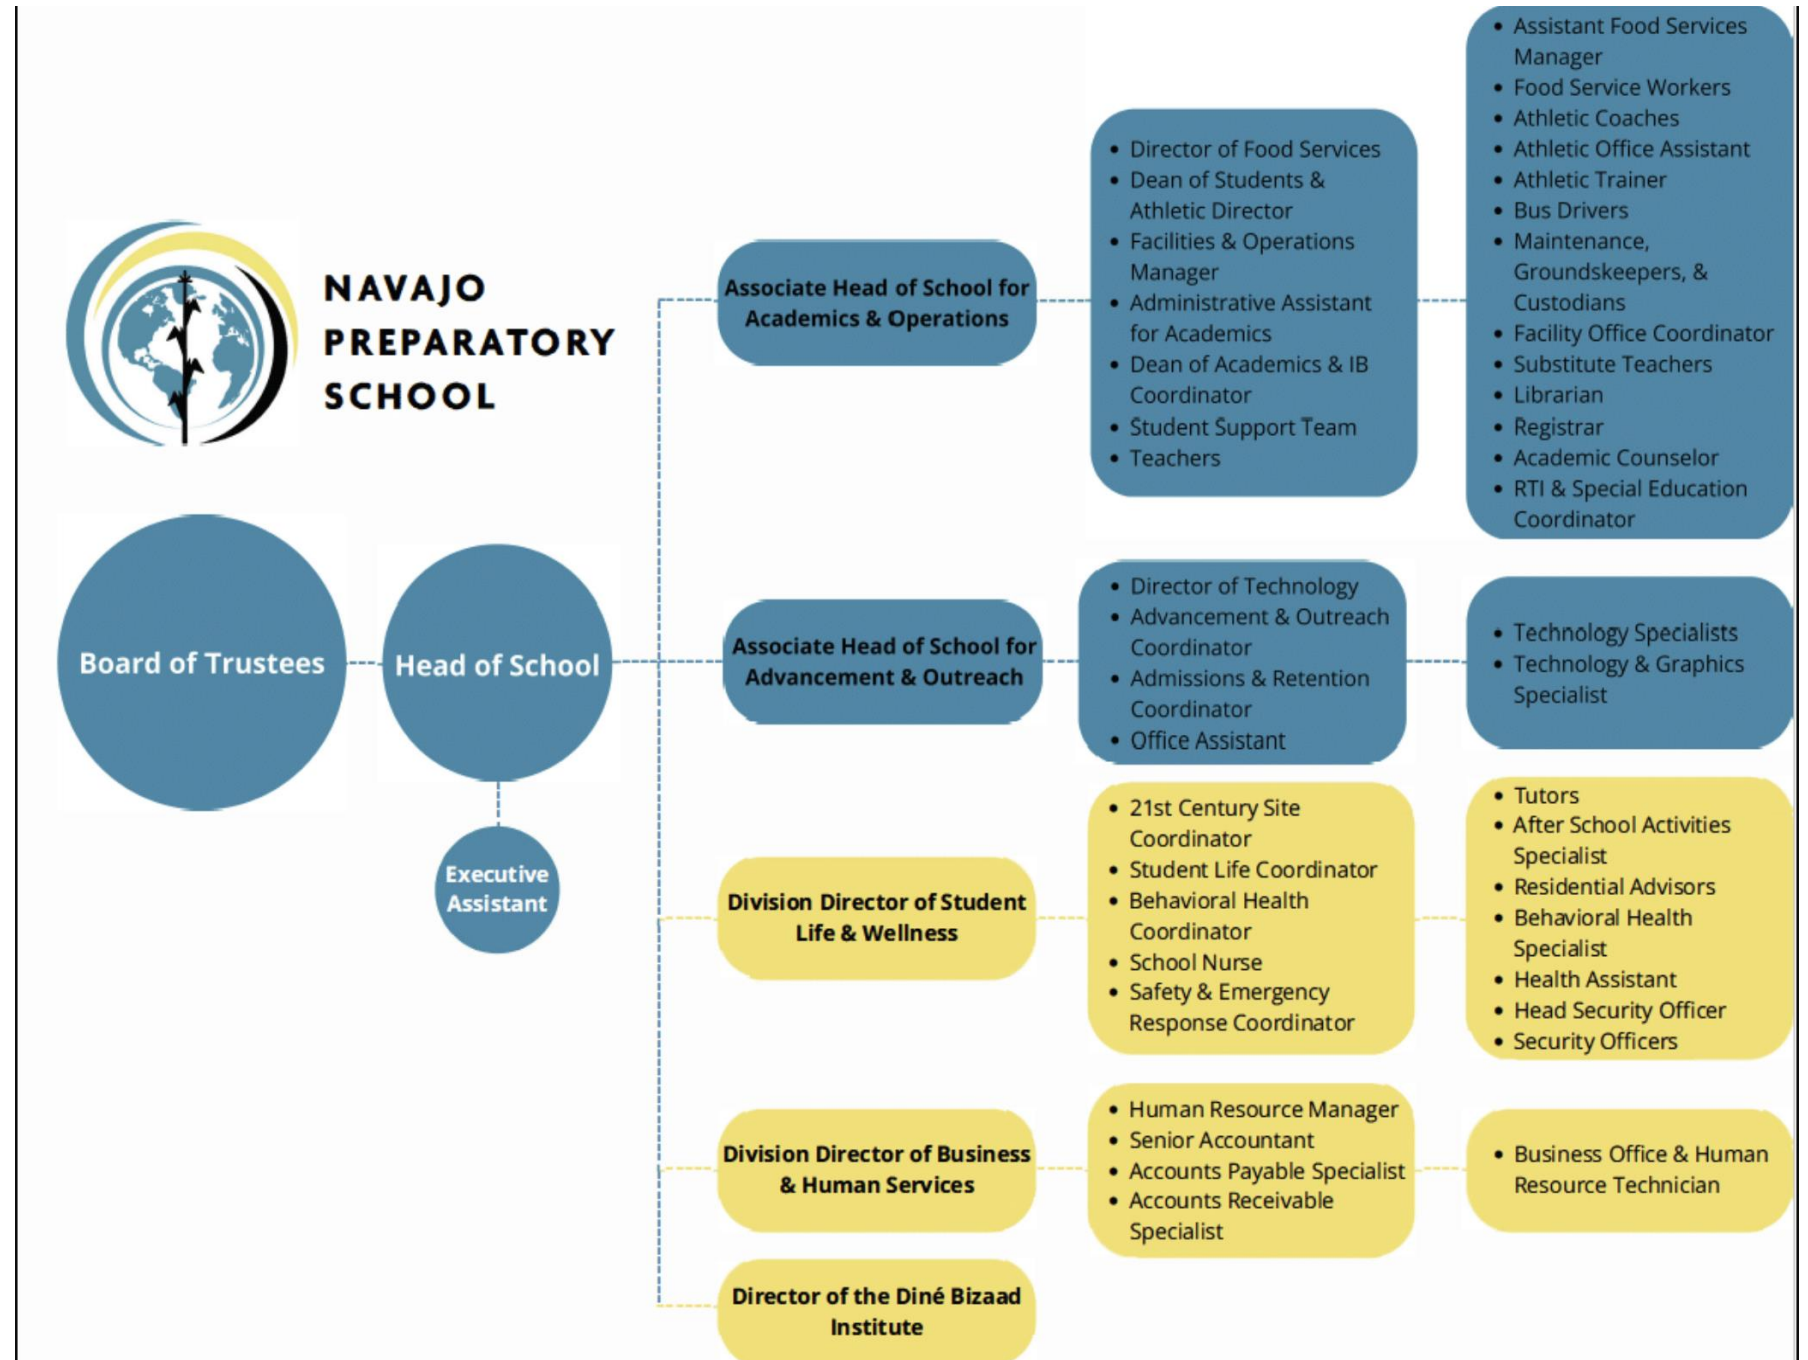 NAVAJO
PREPARATORY
SCHOOL
Board of Trustees
Head of School
Executive
Assistant
Associate Head of School for
Academics & Operations
• Director of Food Services
• Dean of Students &
Athletic Director
• Facilities & Operations
Manager
• Administrative Assistant
for Academics
• Dean of Academics & IB
Coordinator
• Student Support Team
• Teachers
• Assistant Food Services
Manager
• Food Service Workers
• Athletic Coaches
• Athletic Office Assistant
• Athletic Trainer
• Bus Drivers
• Maintenance,
Groundskeepers, &
Custodians
• Facility Office Coordinator
• Substitute Teachers
• Librarian
• Registrar
• Academic Counselor
• RTI & Special Education
Coordinator
Associate Head of School for
Advancement & Outreach
• Director of Technology
• Advancement & Outreach
Coordinator
• Admissions & Retention
Coordinator
• Office Assistant
• Technology Specialists
• Technology & Graphics
Specialist
Division Director of Student
Life & Wellness
• 21st Century Site
Coordinator
• Student Life Coordinator
• Behavioral Health
Coordinator
• School Nurse
• Safety & Emergency
Response Coordinator
• Tutors
• After School Activities
Specialist
• Residential Advisors
• Behavioral Health
Specialist
• Health Assistant
• Head Security Officer
• Security Officers
Division Director of Business
& Human Services
• Human Resource Manager
• Senior Accountant
• Accounts Payable Specialist
• Accounts Receivable
Specialist
• Business Office & Human
Resource Technician
Director of the Diné Bizaad
Institute